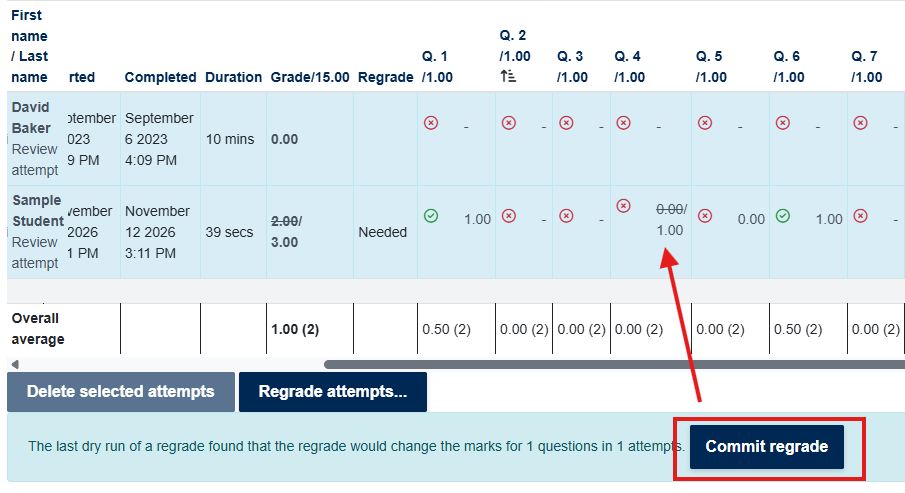 First name / Last name rted Completed Duration Grade/15.00 Regrade Q. 1 /1.00 Q. 2 /1.00 Q. 3 /1.00 Q. 4 /1.00 Q. 5 /1.00 Q. 6 /1.00 Q. 7 /1.00
David Baker Review attempt ptember 023 9 PM September 6 2023 4:09 PM 10 mins 0.00 - - - - - - -
Sample Student Review attempt vember 2026 1 PM November 12 2026 3:11 PM 39 secs 2.00/ 3.00 Needed 1.00 - - 0.00/ 1.00 0.00 1.00 -
Overall average 1.00 (2) 0.50 (2) 0.00 (2) 0.00 (2) 0.00 (2) 0.00 (2) 0.50 (2) 0.00 (2)
Delete selected attempts Regrade attempts...
The last dry run of a regrade found that the regrade would change the marks for 1 questions in 1 attempts. Commit regrade